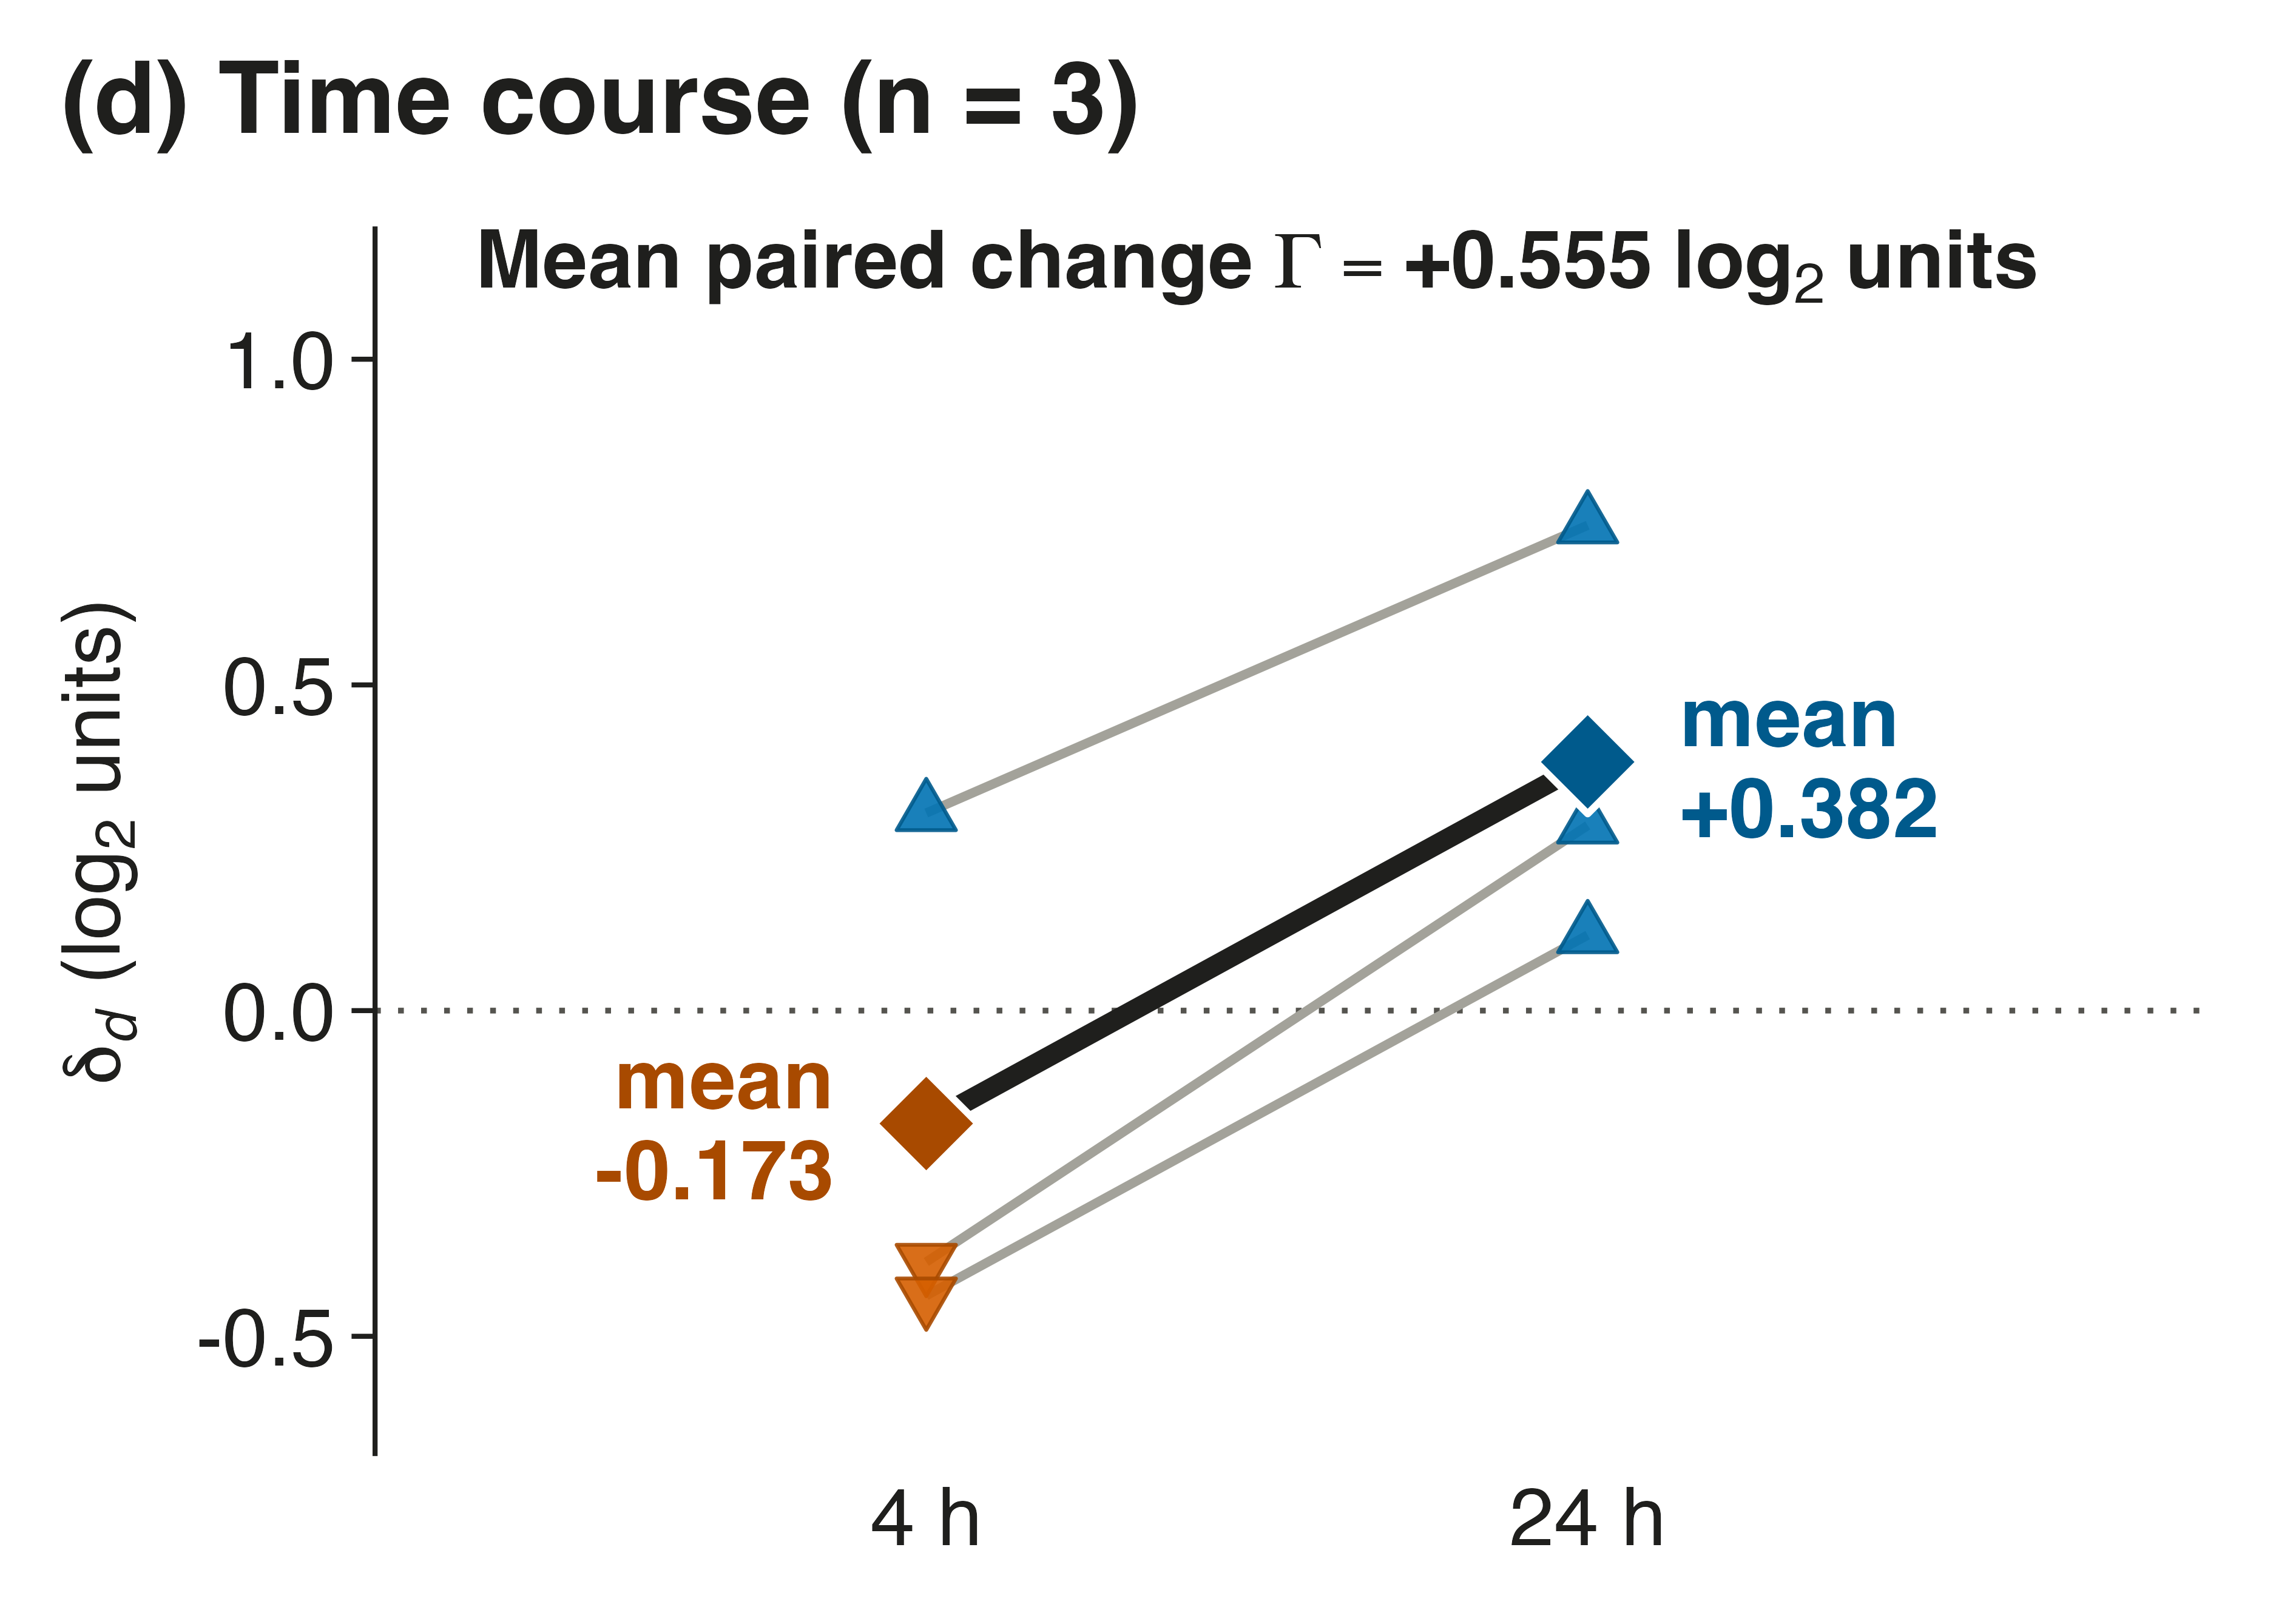 (d) Time course (n = 3)
Mean paired change Γ = +0.555 log₂ units
δ_d (log₂ units)
1.0
0.5
0.0
-0.5
mean
+0.382
mean
-0.173
4 h
24 h